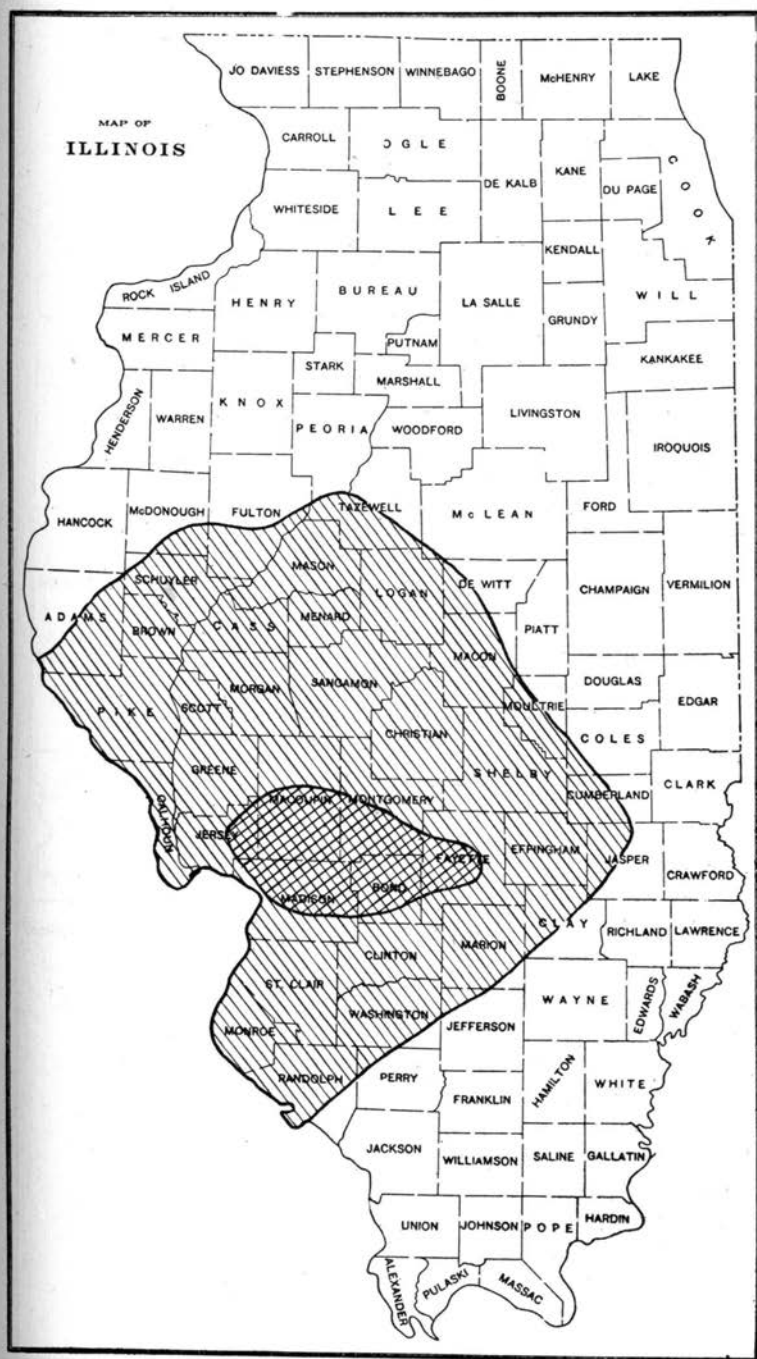 MAP OF
ILLINOIS
JO DAVIESS
STEPHENSON
WINNEBAGO
BOONE
McHENRY
LAKE
CARROLL
OGLE
DE KALB
KANE
DU PAGE
COOK
WHITESIDE
LEE
KENDALL
ROCK ISLAND
HENRY
BUREAU
LA SALLE
GRUNDY
WILL
MERCER
PUTNAM
KANKAKEE
STARK
MARSHALL
HENDERSON
WARREN
KNOX
PEORIA
WOODFORD
LIVINGSTON
IROQUOIS
HANCOCK
McDONOUGH
FULTON
TAZEWELL
McLEAN
FORD
SCHUYLER
MASON
LOGAN
DE WITT
CHAMPAIGN
VERMILION
ADAMS
BROWN
CASS
MENARD
PIATT
MACON
PIKE
SCOTT
MORGAN
SANGAMON
MOULTRIE
DOUGLAS
EDGAR
CHRISTIAN
COLES
GREENE
SHELBY
CUMBERLAND
CLARK
CALHOUN
MACOUPIN
MONTGOMERY
JERSEY
FAYETTE
EFFINGHAM
JASPER
CRAWFORD
MADISON
BOND
CLAY
RICHLAND
LAWRENCE
CLINTON
MARION
ST. CLAIR
WAYNE
EDWARDS
WABASH
MONROE
WASHINGTON
JEFFERSON
RANDOLPH
PERRY
HAMILTON
WHITE
FRANKLIN
JACKSON
WILLIAMSON
SALINE
GALLATIN
UNION
JOHNSON
POPE
HARDIN
ALEXANDER
PULASKI
MASSAC